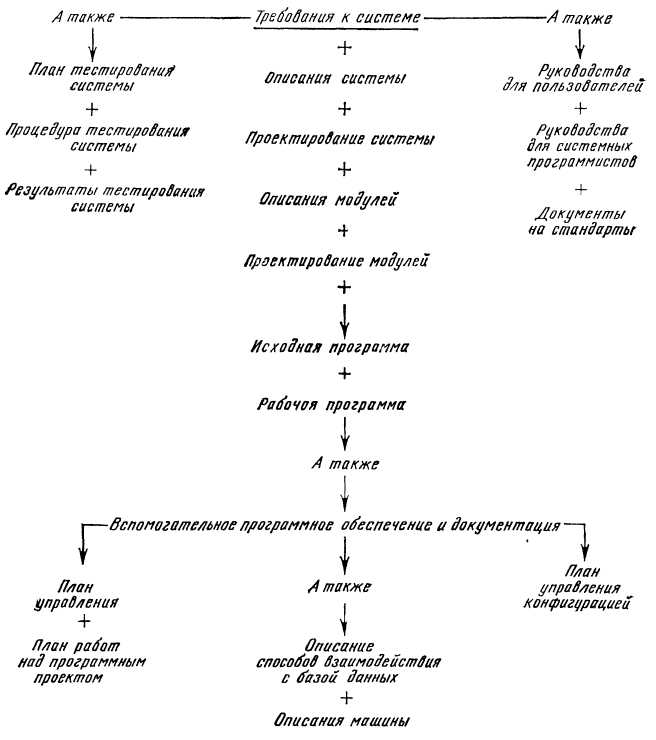 А также
Требования к системе
А также
План тестирования
системы
+
Процедура тестирования
системы
+
Результаты тестирования
системы
+
Описания системы
+
Проектирование системы
+
Описания модулей
+
Проектирование модулей
+
Руководства
для пользователей
+
Руководства
для системных
программистов
+
Документы
на стандарты
Исходная программа
+
Рабочая программа
А также
Вспомогательное программное обеспечение и документация
План
управления
+
План работ
над программным
проектом
А также
Описание
способов взаимодействия
с базой данных
+
Описания машины
План
управления
конфигурацией